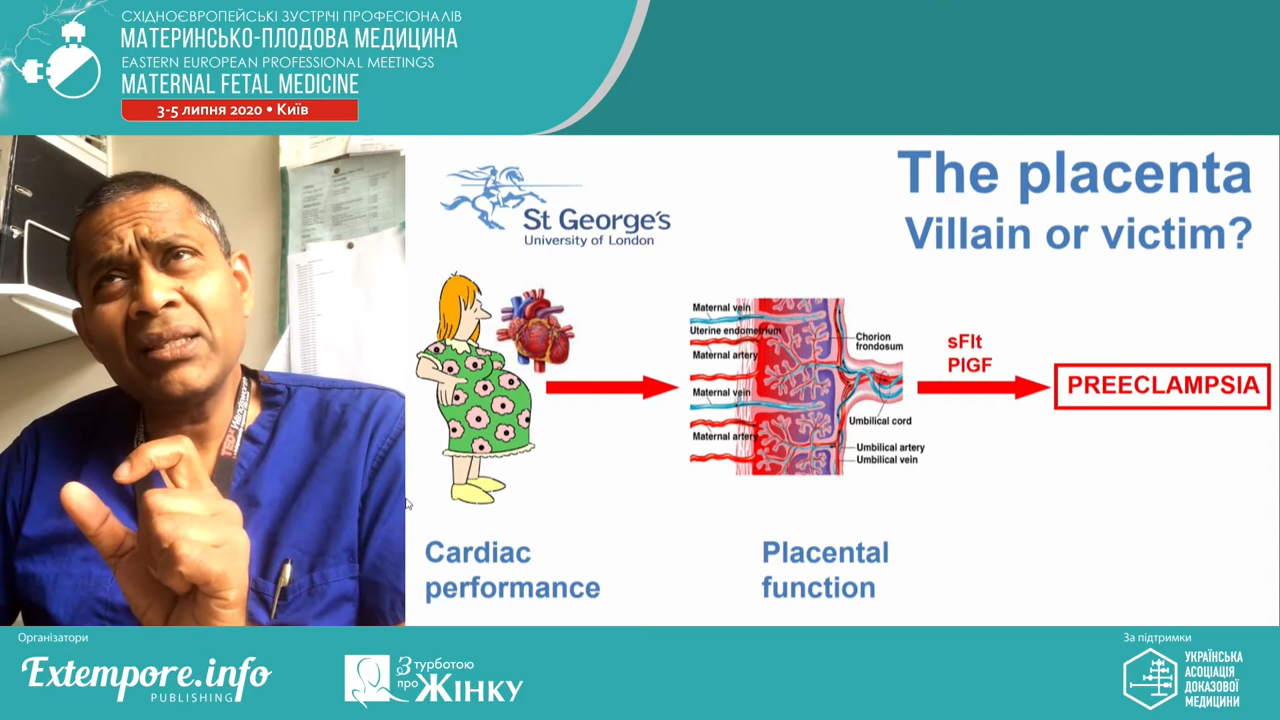 СХІДНОЄВРОПЕЙСЬКІ ЗУСТРІЧІ ПРОФЕСІОНАЛІВ
МАТЕРИНСЬКО-ПЛОДОВА МЕДИЦИНА
EASTERN EUROPEAN PROFESSIONAL MEETINGS
MATERNAL FETAL MEDICINE
3-5 липня 2020 • Київ
The placenta
Villain or victim?
St George's
University of London
Maternal vein
Uterine endometrium
Maternal artery
Maternal vein
Maternal artery
Chorion
frondosum
Umbilical cord
Umbilical artery
Umbilical vein
sFlt
PlGF
PREECLAMPSIA
Cardiac
performance
Placental
function
Організатори
Extempore.info
PUBLISHING
З турботою
про ЖІНКУ
За підтримки
УКРАЇНСЬКА
АСОЦІАЦІЯ
ДОКАЗОВОЇ
МЕДИЦИНИ